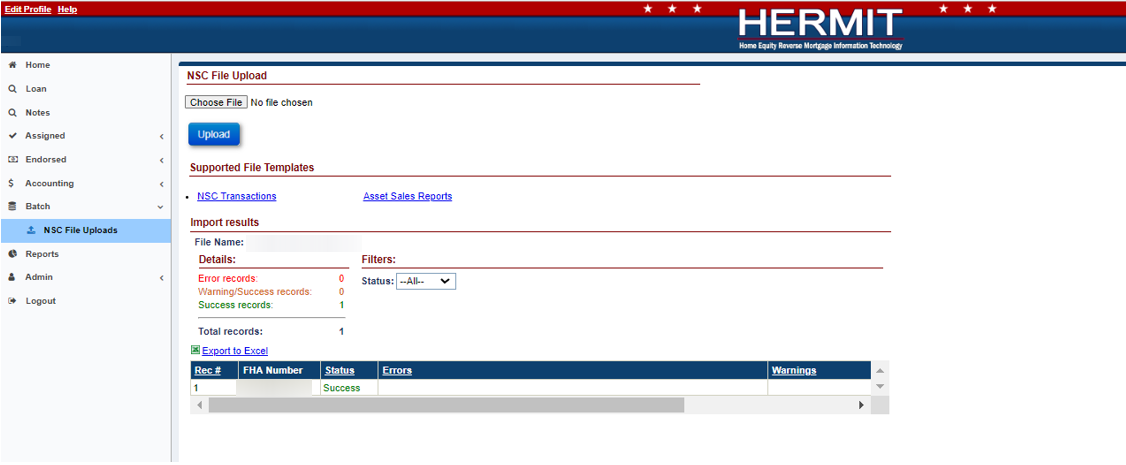 Edit Profile Help
HERMIT
Home Equity Reverse Mortgage Information Technology
Home
Loan
Notes
Assigned
Endorsed
Accounting
Batch
NSC File Uploads
Reports
Admin
Logout
NSC File Upload
Choose File No file chosen
Upload
Supported File Templates
NSC Transactions Asset Sales Reports
Import results
File Name:
Details: Filters:
Error records: 0
Status: --All--
Warning/Success records: 0
Success records: 1
Total records: 1
Export to Excel
Rec # FHA Number Status Errors Warnings
1 Success